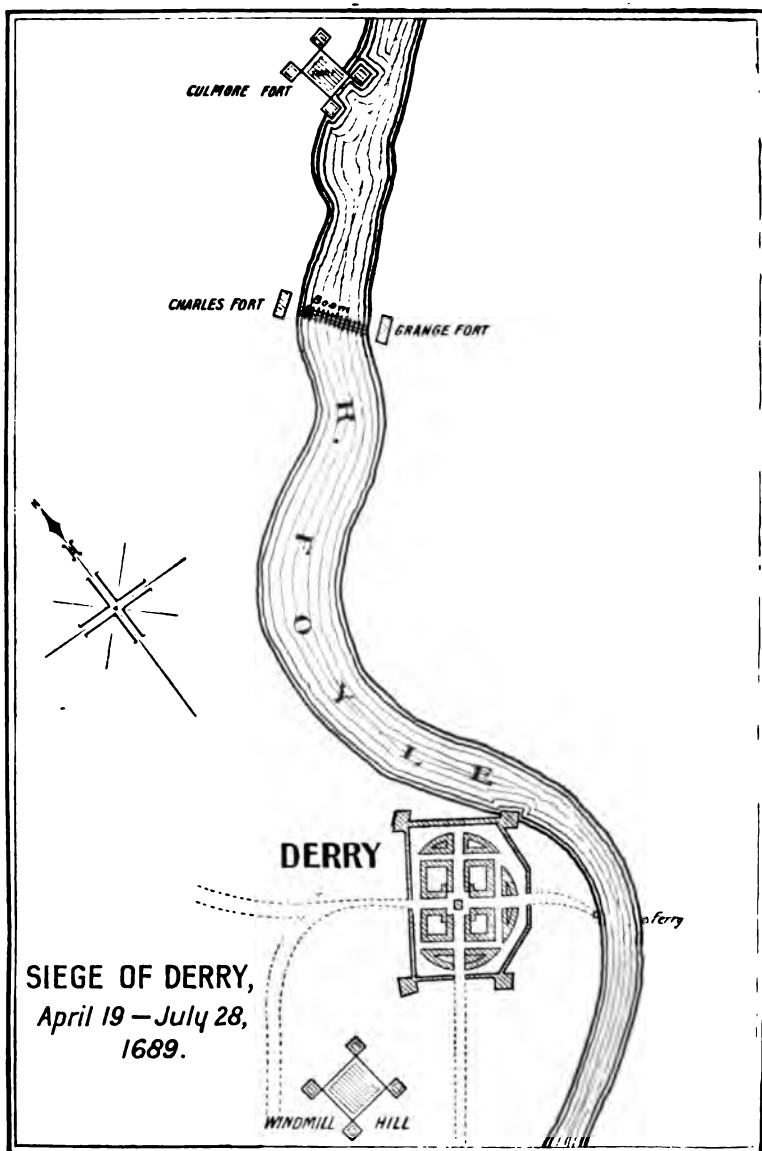 CULMORE FORT
CHARLES FORT
Boom
GRANGE FORT
R. FOYLE
N
DERRY
Ferry
SIEGE OF DERRY,
April 19 – July 28,
1689.
WINDMILL HILL